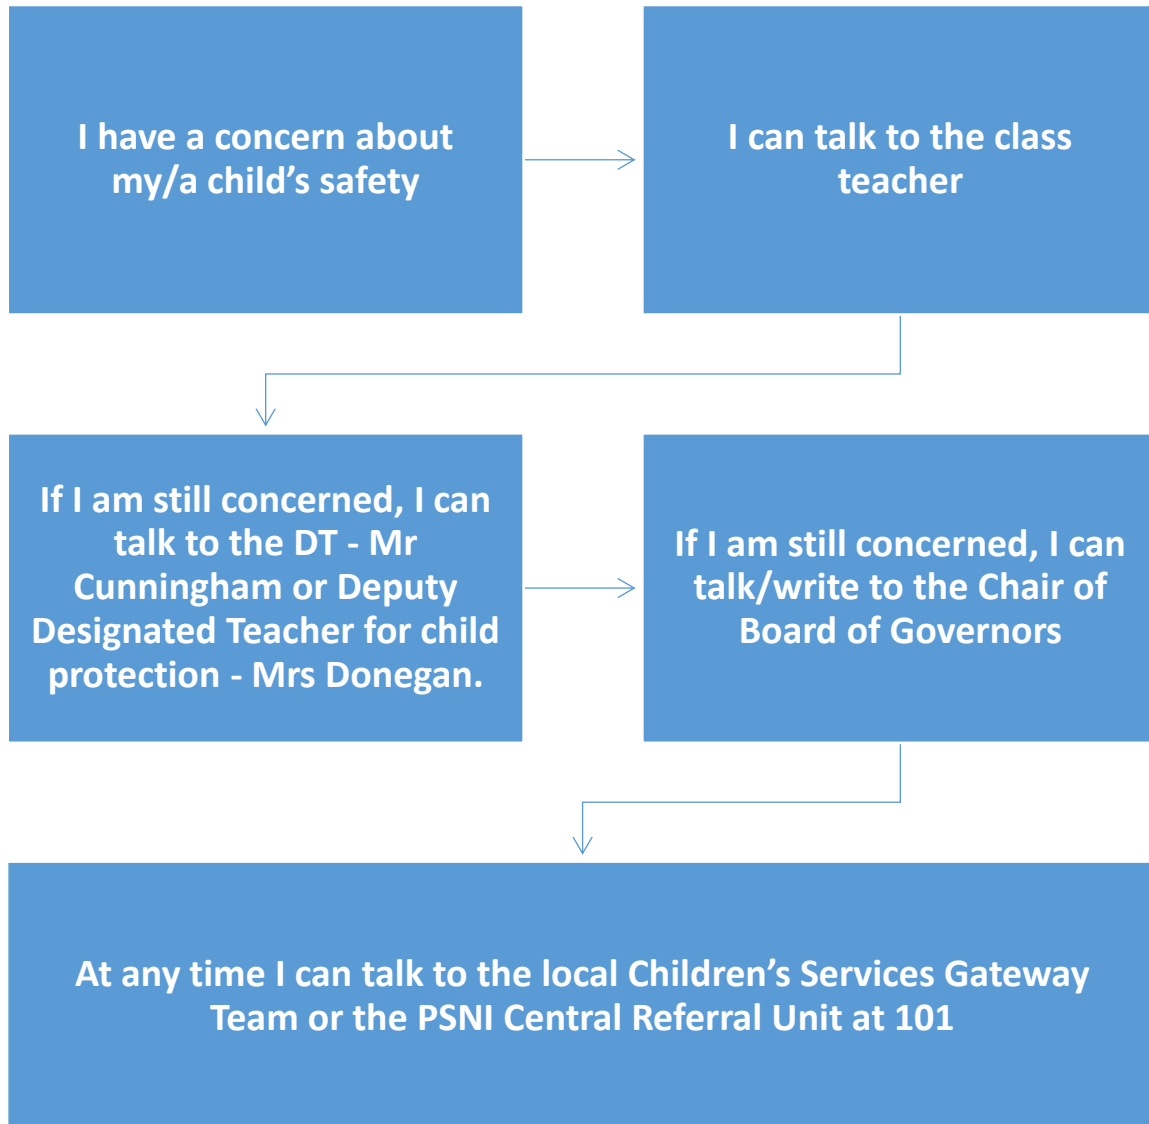 I have a concern about
my/a child’s safety
I can talk to the class
teacher
If I am still concerned, I can
talk to the DT - Mr
Cunningham or Deputy
Designated Teacher for child
protection - Mrs Donegan.
If I am still concerned, I can
talk/write to the Chair of
Board of Governors
At any time I can talk to the local Children’s Services Gateway
Team or the PSNI Central Referral Unit at 101